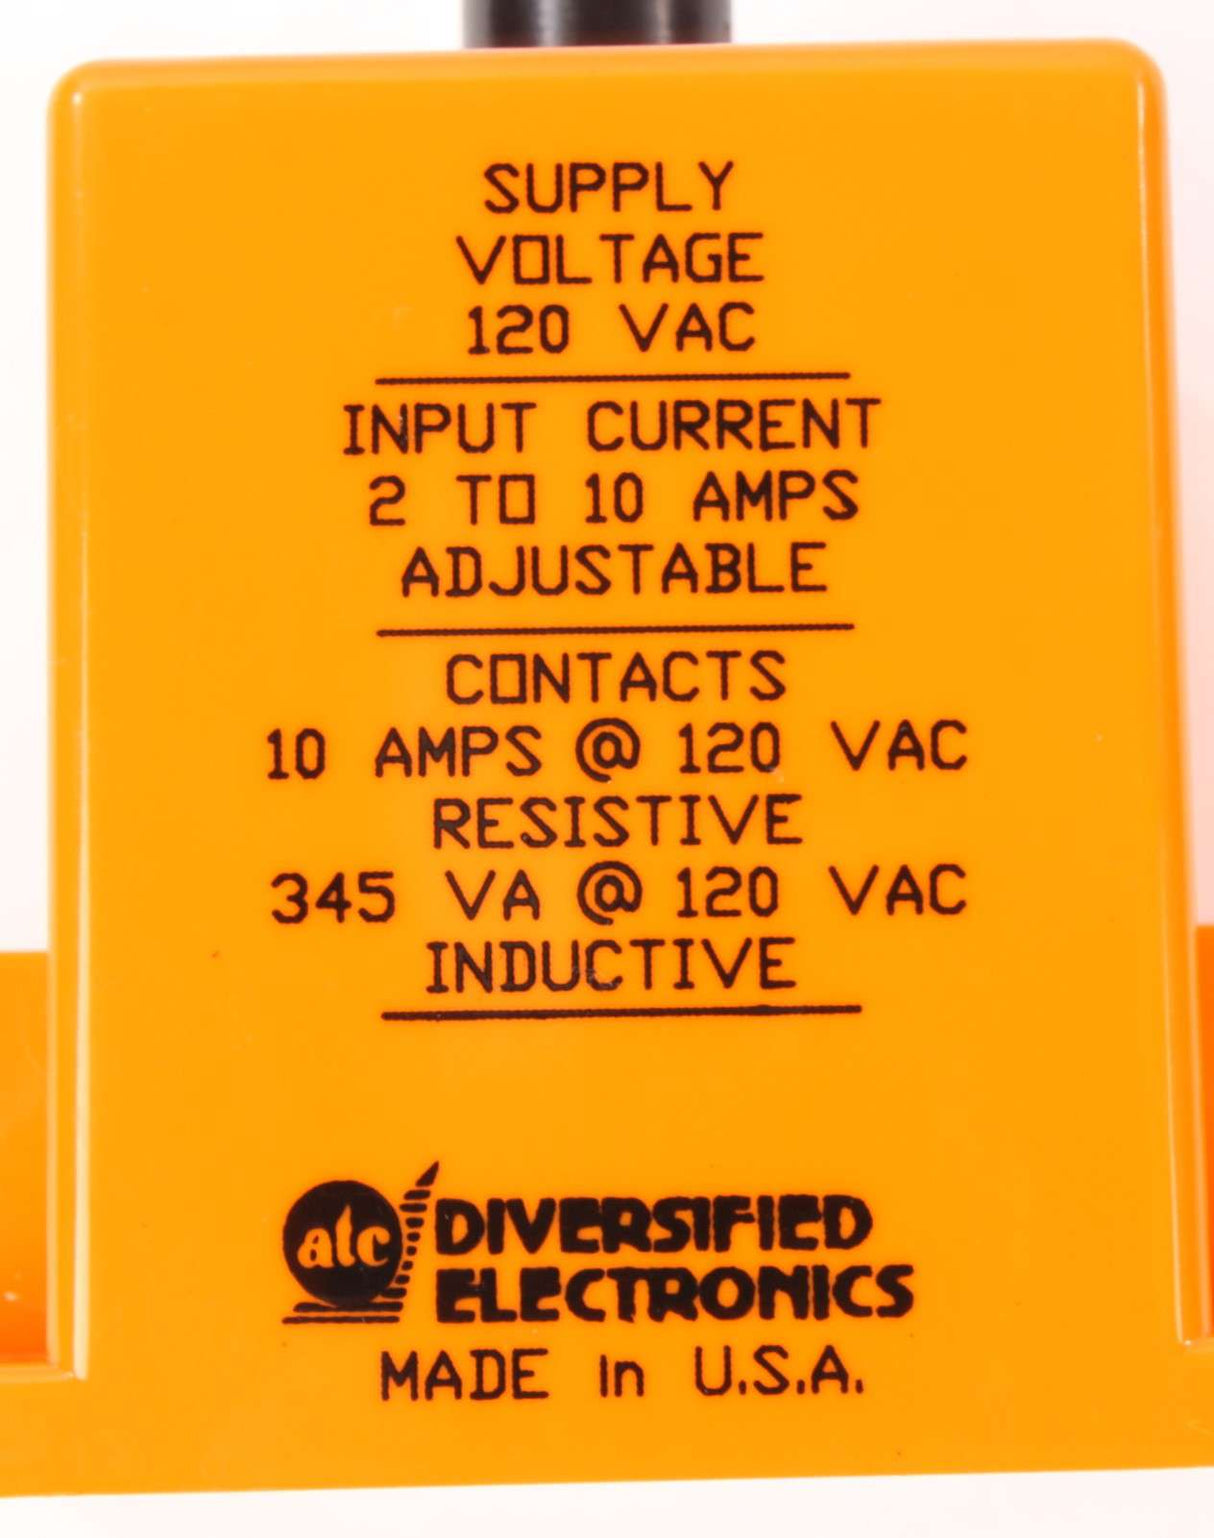 SUPPLY
VOLTAGE
120 VAC
INPUT CURRENT
2 TO 10 AMPS
ADJUSTABLE
CONTACTS
10 AMPS @ 120 VAC
RESISTIVE
345 VA @ 120 VAC
INDUCTIVE
atc DIVERSIFIED
ELECTRONICS
MADE in U.S.A.